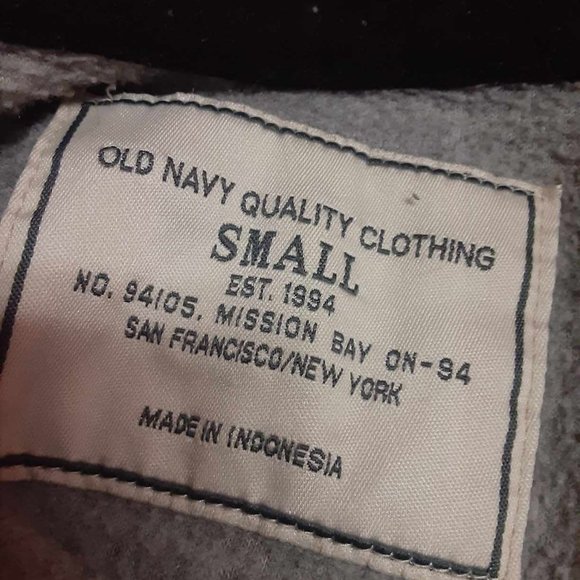 OLD NAVY QUALITY CLOTHING
SMALL
EST. 1994
NO. 94105, MISSION BAY ON-94
SAN FRANCISCO/NEW YORK
MADE IN INDONESIA